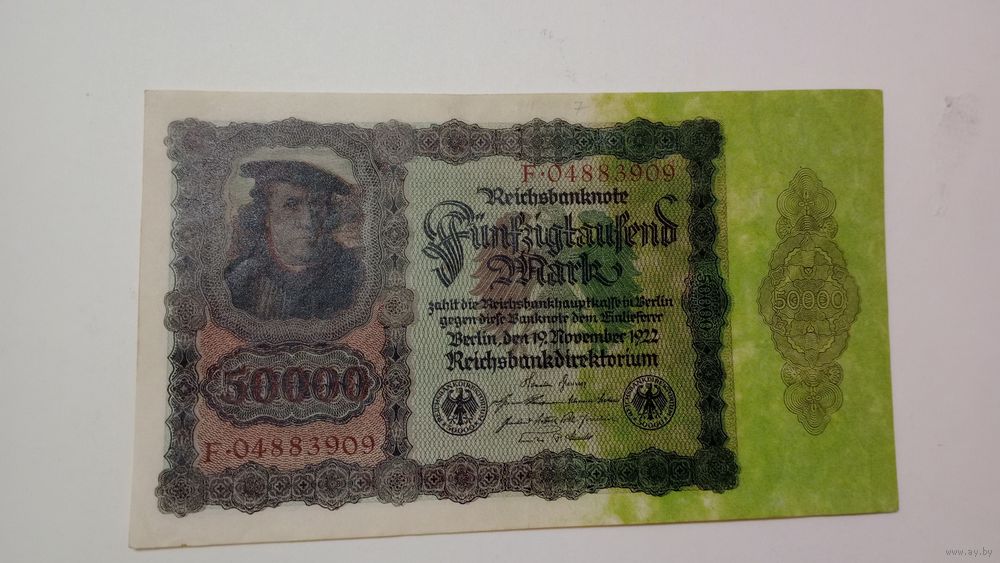 7
F·04883909
Reichsbanknote
Fünfzigtausend
Mark
zahlt die Reichsbankhauptkasse in Berlin
gegen diese Banknote dem Einlieferer
Berlin, den 19. November 1922
Reichsbankdirektorium
50000
50000
50000
F·04883909
www.ay.by